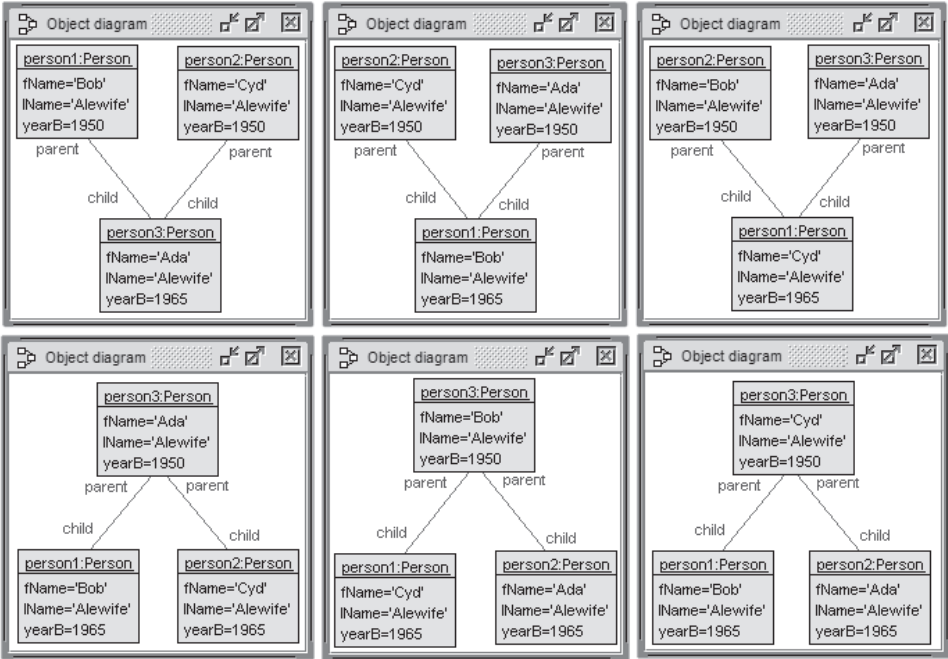 Object diagram
person1:Person
fName='Bob'
lName='Alewife'
yearB=1950
parent
person2:Person
fName='Cyd'
lName='Alewife'
yearB=1950
parent
child
child
person3:Person
fName='Ada'
lName='Alewife'
yearB=1965
Object diagram
person2:Person
fName='Cyd'
lName='Alewife'
yearB=1950
parent
person3:Person
fName='Ada'
lName='Alewife'
yearB=1950
parent
child
child
person1:Person
fName='Bob'
lName='Alewife'
yearB=1965
Object diagram
person2:Person
fName='Bob'
lName='Alewife'
yearB=1950
parent
person3:Person
fName='Ada'
lName='Alewife'
yearB=1950
parent
child
child
person1:Person
fName='Cyd'
lName='Alewife'
yearB=1965
Object diagram
person3:Person
fName='Ada'
lName='Alewife'
yearB=1950
parent
parent
child
child
person1:Person
fName='Bob'
lName='Alewife'
yearB=1965
person2:Person
fName='Cyd'
lName='Alewife'
yearB=1965
Object diagram
person3:Person
fName='Bob'
lName='Alewife'
yearB=1950
parent
parent
child
child
person1:Person
fName='Cyd'
lName='Alewife'
yearB=1965
person2:Person
fName='Ada'
lName='Alewife'
yearB=1965
Object diagram
person3:Person
fName='Cyd'
lName='Alewife'
yearB=1950
parent
parent
child
child
person1:Person
fName='Bob'
lName='Alewife'
yearB=1965
person2:Person
fName='Ada'
lName='Alewife'
yearB=1965